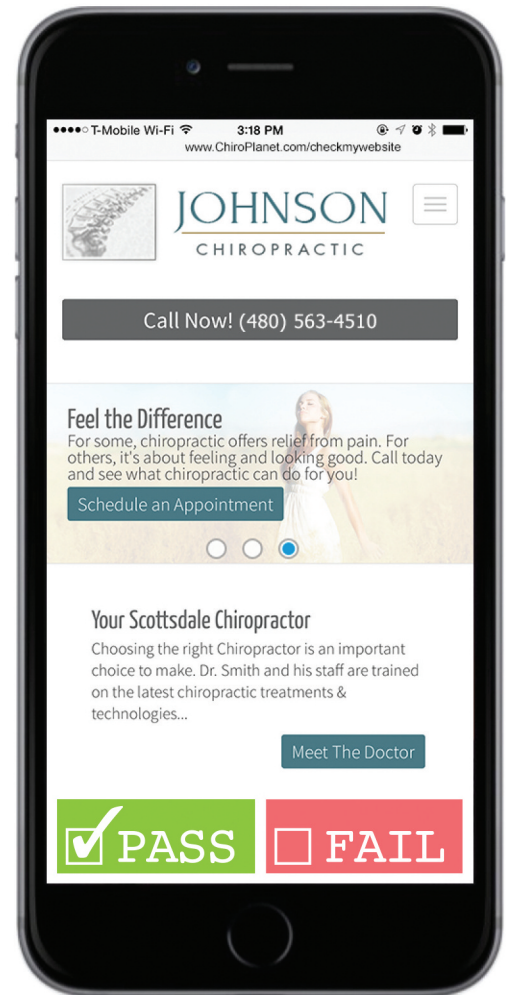 T-Mobile Wi-Fi 3:18 PM
www.ChiroPlanet.com/checkmywebsite
JOHNSON
CHIROPRACTIC
Call Now! (480) 563-4510
Feel the Difference
For some, chiropractic offers relief from pain. For
others, it's about feeling and looking good. Call today
and see what chiropractic can do for you!
Schedule an Appointment
Your Scottsdale Chiropractor
Choosing the right Chiropractor is an important
choice to make. Dr. Smith and his staff are trained
on the latest chiropractic treatments &
technologies...
Meet The Doctor
PASS FAIL